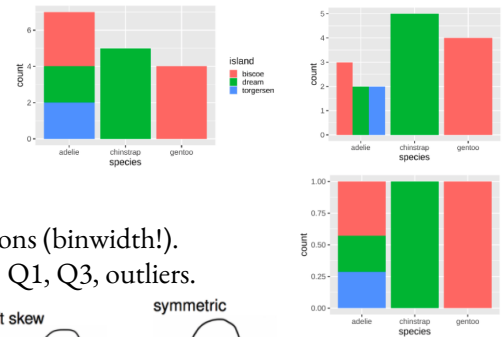 6-
4-
2-
0-
count
adelie chinstrap gentoo
species
island
biscoe
dream
torgersen
5-
4-
3-
2-
1-
0-
count
adelie chinstrap gentoo
species
1.00-
0.75-
0.50-
0.25-
0.00-
count
adelie chinstrap gentoo
species
ons (binwidth!).
Q1, Q3, outliers.
t skew
symmetric